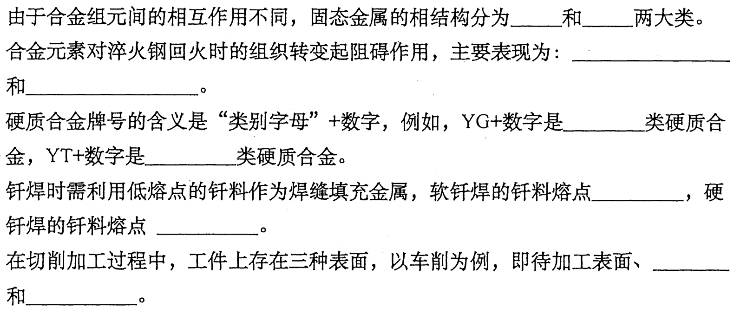 由于合金组元间的相互作用不同，固态金属的相结构分为_____和_____两大类。
合金元素对淬火钢回火时的组织转变起阻碍作用，主要表现为：_______________
和________________。
硬质合金牌号的含义是“类别字母”+数字，例如，YG+数字是________类硬质合
金，YT+数字是_________类硬质合金。
钎焊时需利用低熔点的钎料作为焊缝填充金属，软钎焊的钎料熔点_________，硬
钎焊的钎料熔点 __________。
在切削加工过程中，工件上存在三种表面，以车削为例，即待加工表面、_______
和___________。